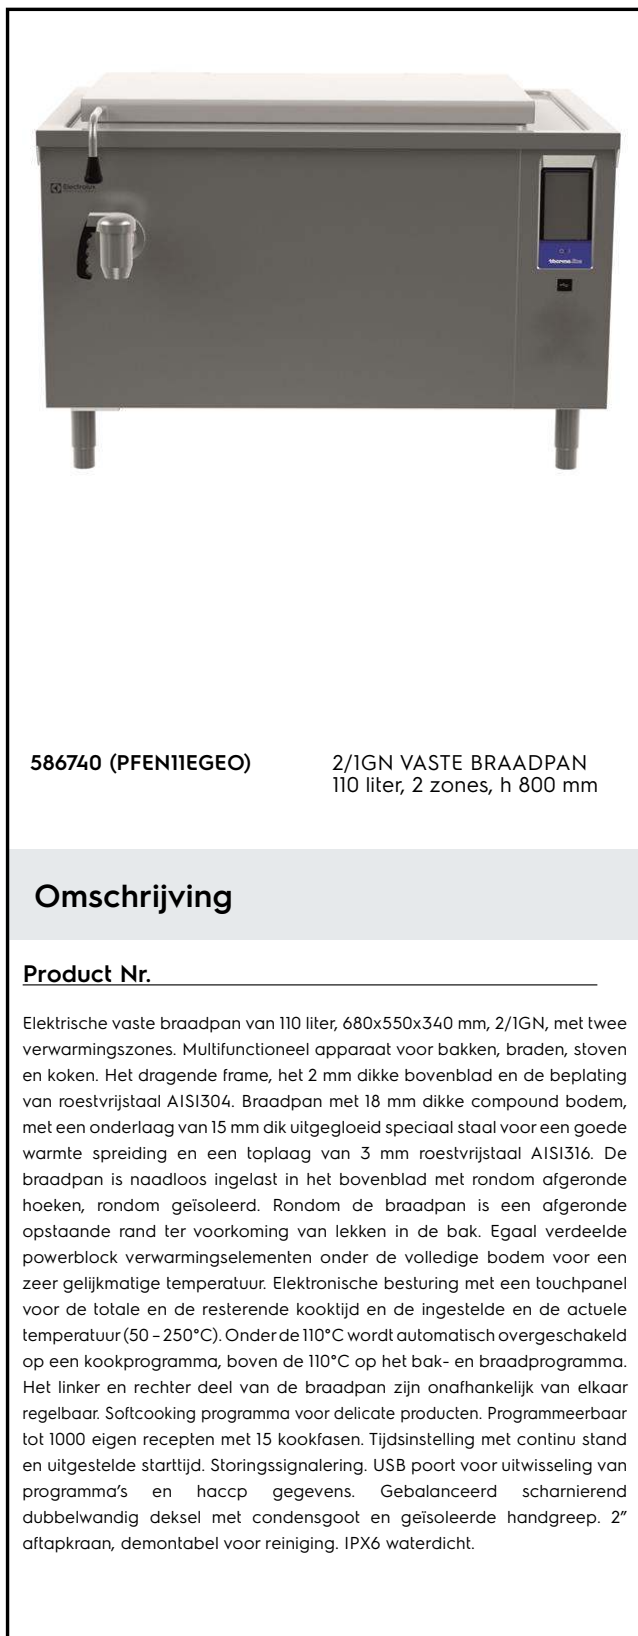 Electrolux
thermaline
586740 (PFEN11EGEO)
2/1GN VASTE BRAADPAN
110 liter, 2 zones, h 800 mm
Omschrijving
Product Nr.
Elektrische vaste braadpan van 110 liter, 680x550x340 mm, 2/1GN, met twee
verwarmingszones. Multifunctioneel apparaat voor bakken, braden, stoven
en koken. Het dragende frame, het 2 mm dikke bovenblad en de beplating
van roestvrijstaal AISI304. Braadpan met 18 mm dikke compound bodem,
met een onderlaag van 15 mm dik uitgegloeid speciaal staal voor een goede
warmte spreiding en een toplaag van 3 mm roestvrijstaal AISI316. De
braadpan is naadloos ingelast in het bovenblad met rondom afgeronde
hoeken, rondom geïsoleerd. Rondom de braadpan is een afgeronde
opstaande rand ter voorkoming van lekken in de bak. Egaal verdeelde
powerblock verwarmingselementen onder de volledige bodem voor een
zeer gelijkmatige temperatuur. Elektronische besturing met een touchpanel
voor de totale en de resterende kooktijd en de ingestelde en de actuele
temperatuur (50 – 250°C). Onder de 110°C wordt automatisch overgeschakeld
op een kookprogramma, boven de 110°C op het bak- en braadprogramma.
Het linker en rechter deel van de braadpan zijn onafhankelijk van elkaar
regelbaar. Softcooking programma voor delicate producten. Programmeerbaar
tot 1000 eigen recepten met 15 kookfasen. Tijdsinstelling met continu stand
en uitgestelde starttijd. Storingssignalering. USB poort voor uitwisseling van
programma's en haccp gegevens. Gebalanceerd scharnierend
dubbelwandig deksel met condensgoot en geïsoleerde handgreep. 2"
aftapkraan, demontabel voor reiniging. IPX6 waterdicht.